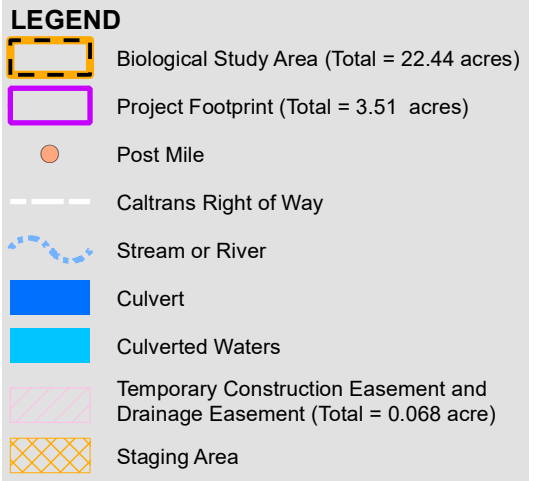 LEGEND
Biological Study Area (Total = 22.44 acres)
Project Footprint (Total = 3.51  acres)
Post Mile
Caltrans Right of Way
Stream or River
Culvert
Culverted Waters
Temporary Construction Easement and
Drainage Easement (Total = 0.068 acre)
Staging Area